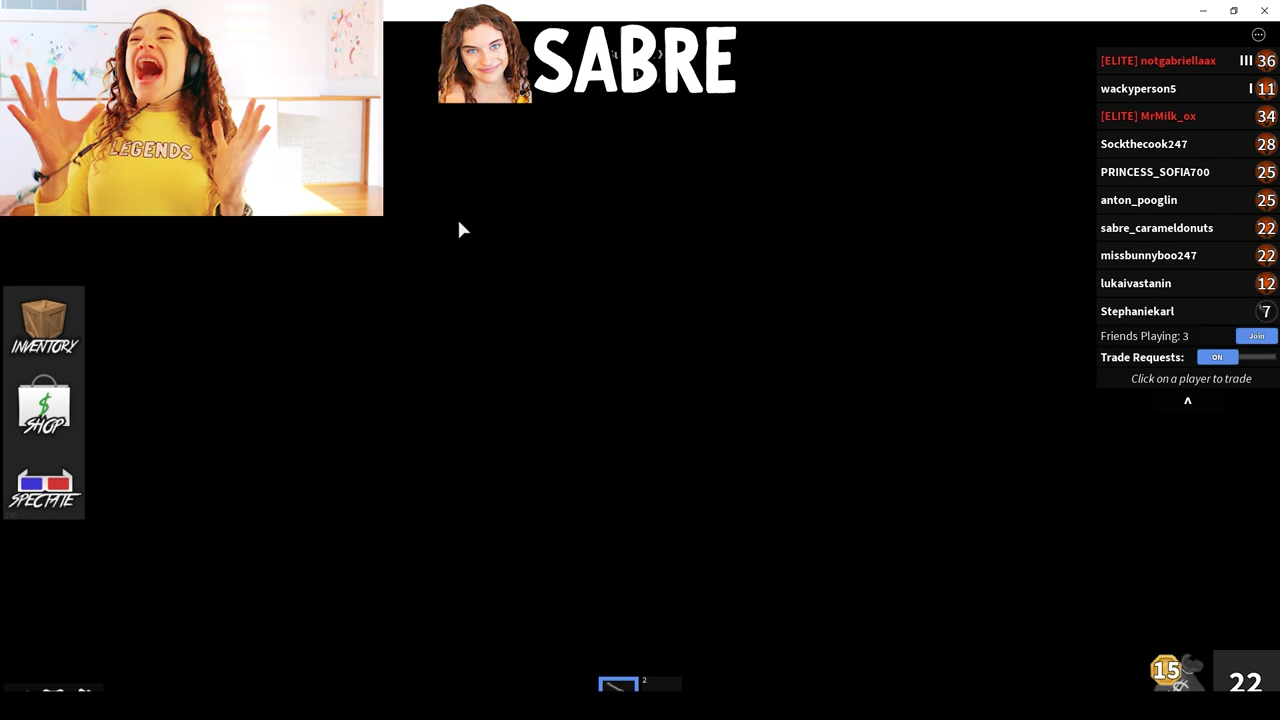 LEGENDS
SABRE
[ELITE] notgabriellaax III 36
wackyperson5 I 11
[ELITE] MrMilk_ox 34
Sockthecook247 28
PRINCESS_SOFIA700 25
anton_pooglin 25
sabre_carameldonuts 22
missbunnyboo247 22
lukaivastanin 12
Stephaniekarl 7
Friends Playing: 3 Join
Trade Requests: ON
Click on a player to trade
INVENTORY
$
SHOP
SPECTATE
2
15
22